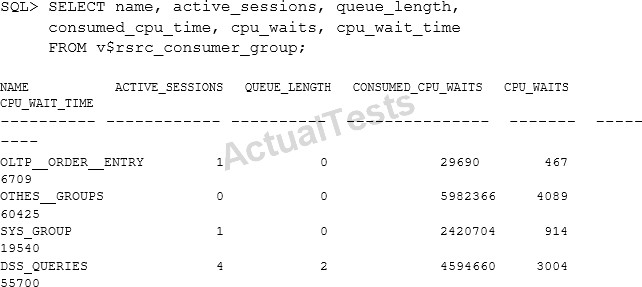 SQL> SELECT name, active_sessions, queue_length,
consumed_cpu_time, cpu_waits, cpu_wait_time
FROM v$rsrc_consumer_group;
NAME ACTIVE_SESSIONS QUEUE_LENGTH CONSUMED_CPU_WAITS CPU_WAITS
CPU_WAIT_TIME
---------- ------------ ---------- ---------------- ------- -----
----
ActualTests
OLTP__ORDER__ENTRY 1 0 29690 467
6709
OTHES__GROUPS 0 0 5982366 4089
60425
SYS_GROUP 1 0 2420704 914
19540
DSS_QUERIES 4 2 4594660 3004
55700